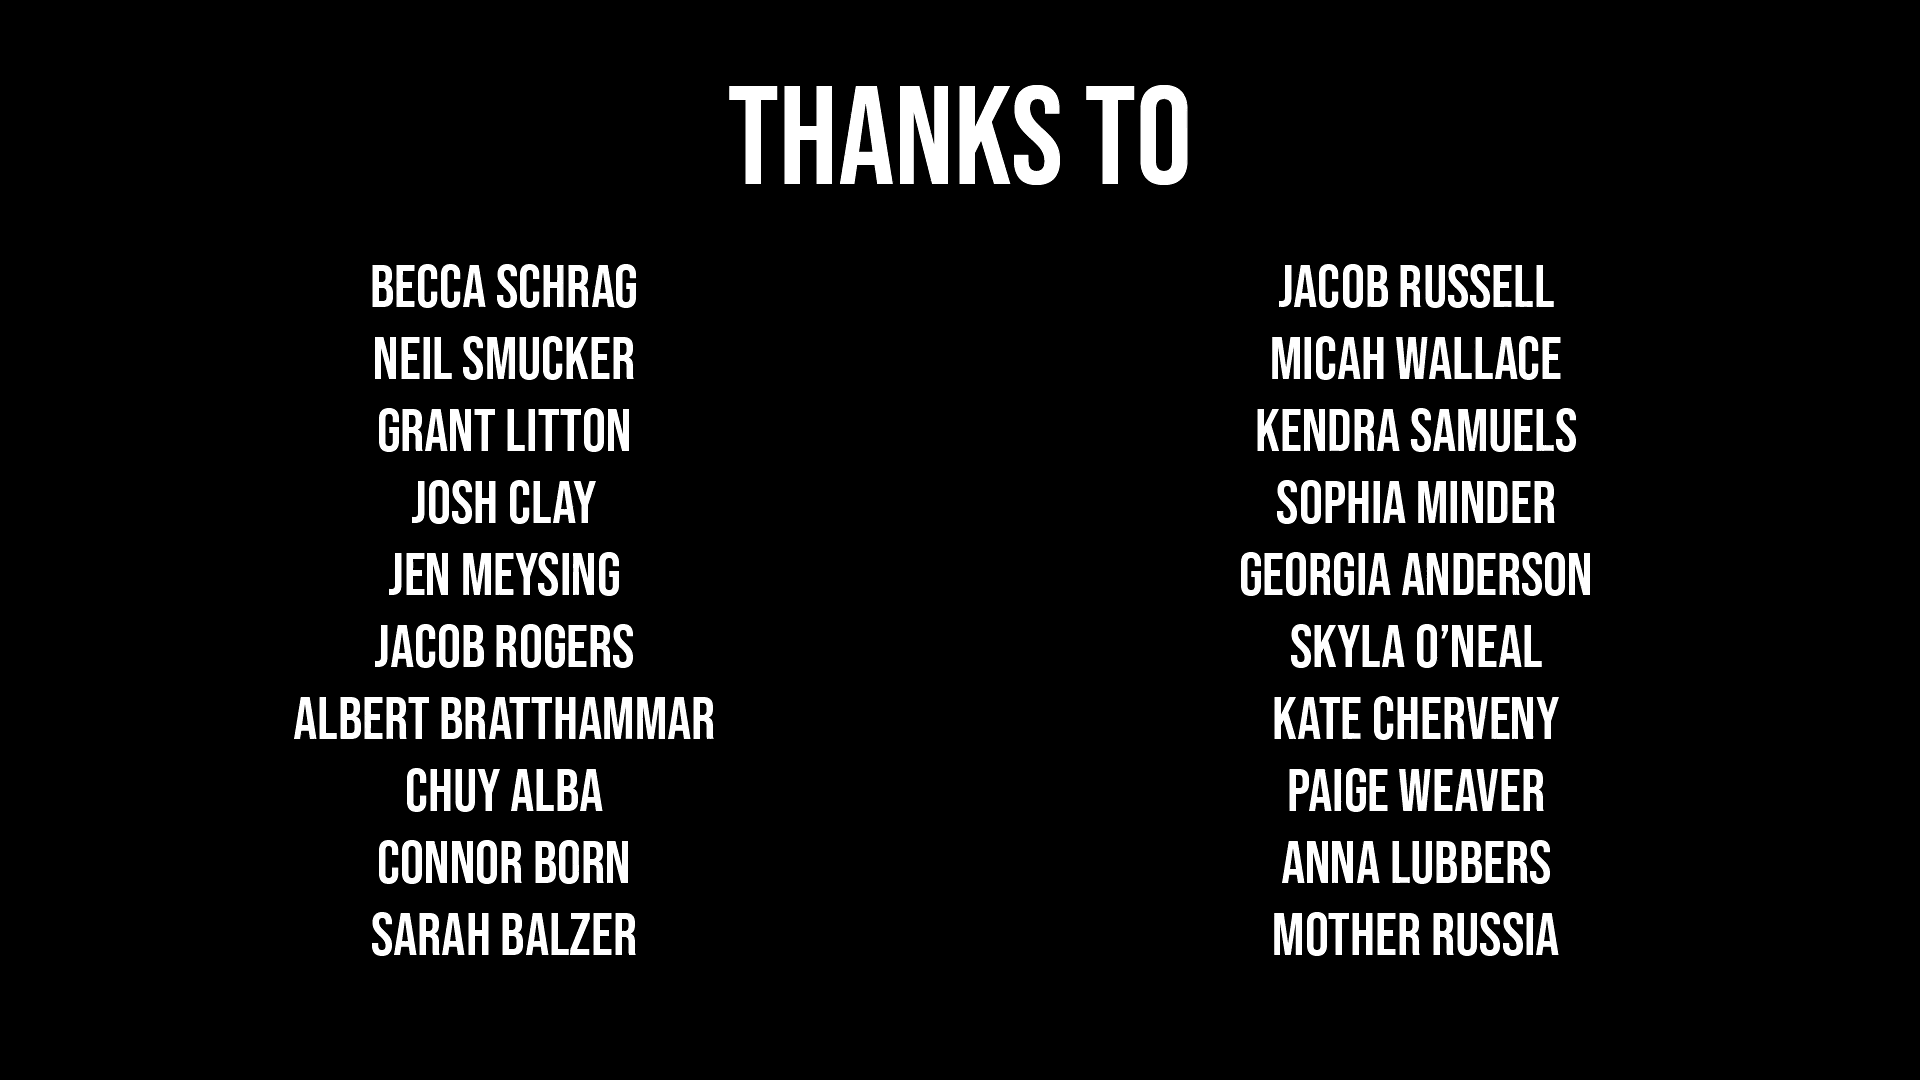 THANKS TO
BECCA SCHRAG
NEIL SMUCKER
GRANT LITTON
JOSH CLAY
JEN MEYSING
JACOB ROGERS
ALBERT BRATTHAMMAR
CHUY ALBA
CONNOR BORN
SARAH BALZER
JACOB RUSSELL
MICAH WALLACE
KENDRA SAMUELS
SOPHIA MINDER
GEORGIA ANDERSON
SKYLA O’NEAL
KATE CHERVENY
PAIGE WEAVER
ANNA LUBBERS
MOTHER RUSSIA